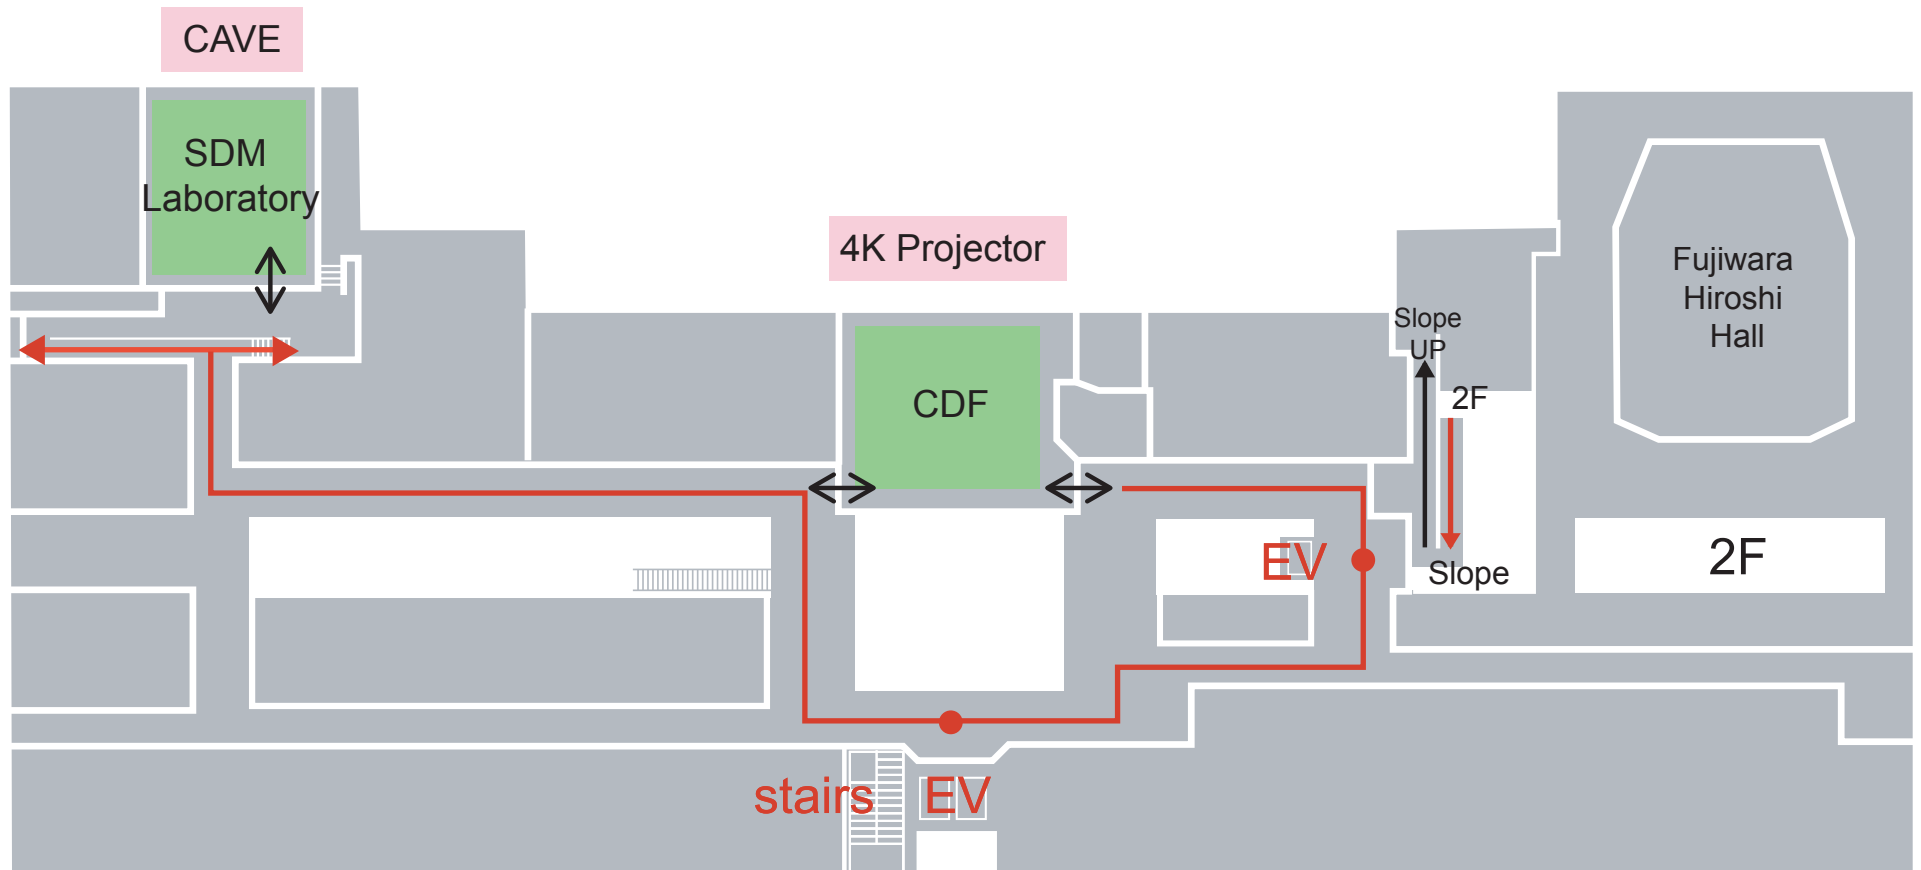 CAVE
SDM
Laboratory
4K Projector
CDF
Slope
UP
2F
Fujiwara
Hiroshi
Hall
EV
Slope
2F
stairs
EV